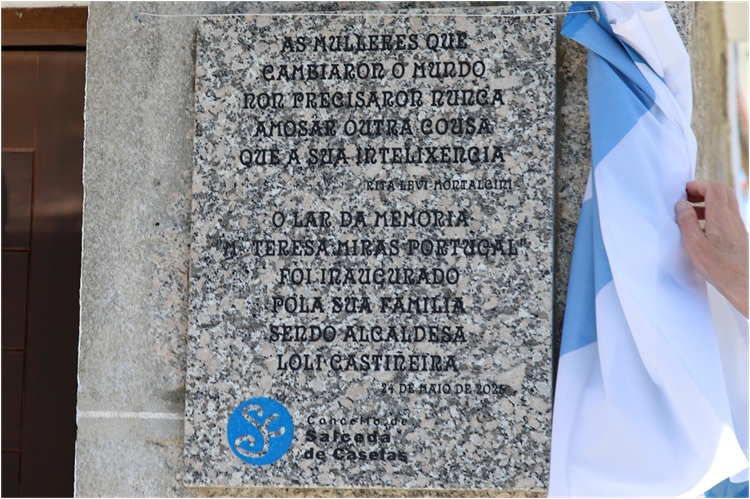 AS MULLERES QUE
CAMBIARON O MUNDO
NON PRECISARON NUNCA
AMOSAR OUTRA COUSA
QUE A SUA INTELIXENCIA
RITA LEVI-MONTALCINI
O LAR DA MEMORIA
"Mª TERESA MIRAS PORTUGAL"
FOI INAUGURADO
POLA SUA FAMILIA
SENDO ALCALDESA
LOLI CASTIÑEIRA
24 DE MAIO DE 2025
Concello de
Salceda
de Caselas